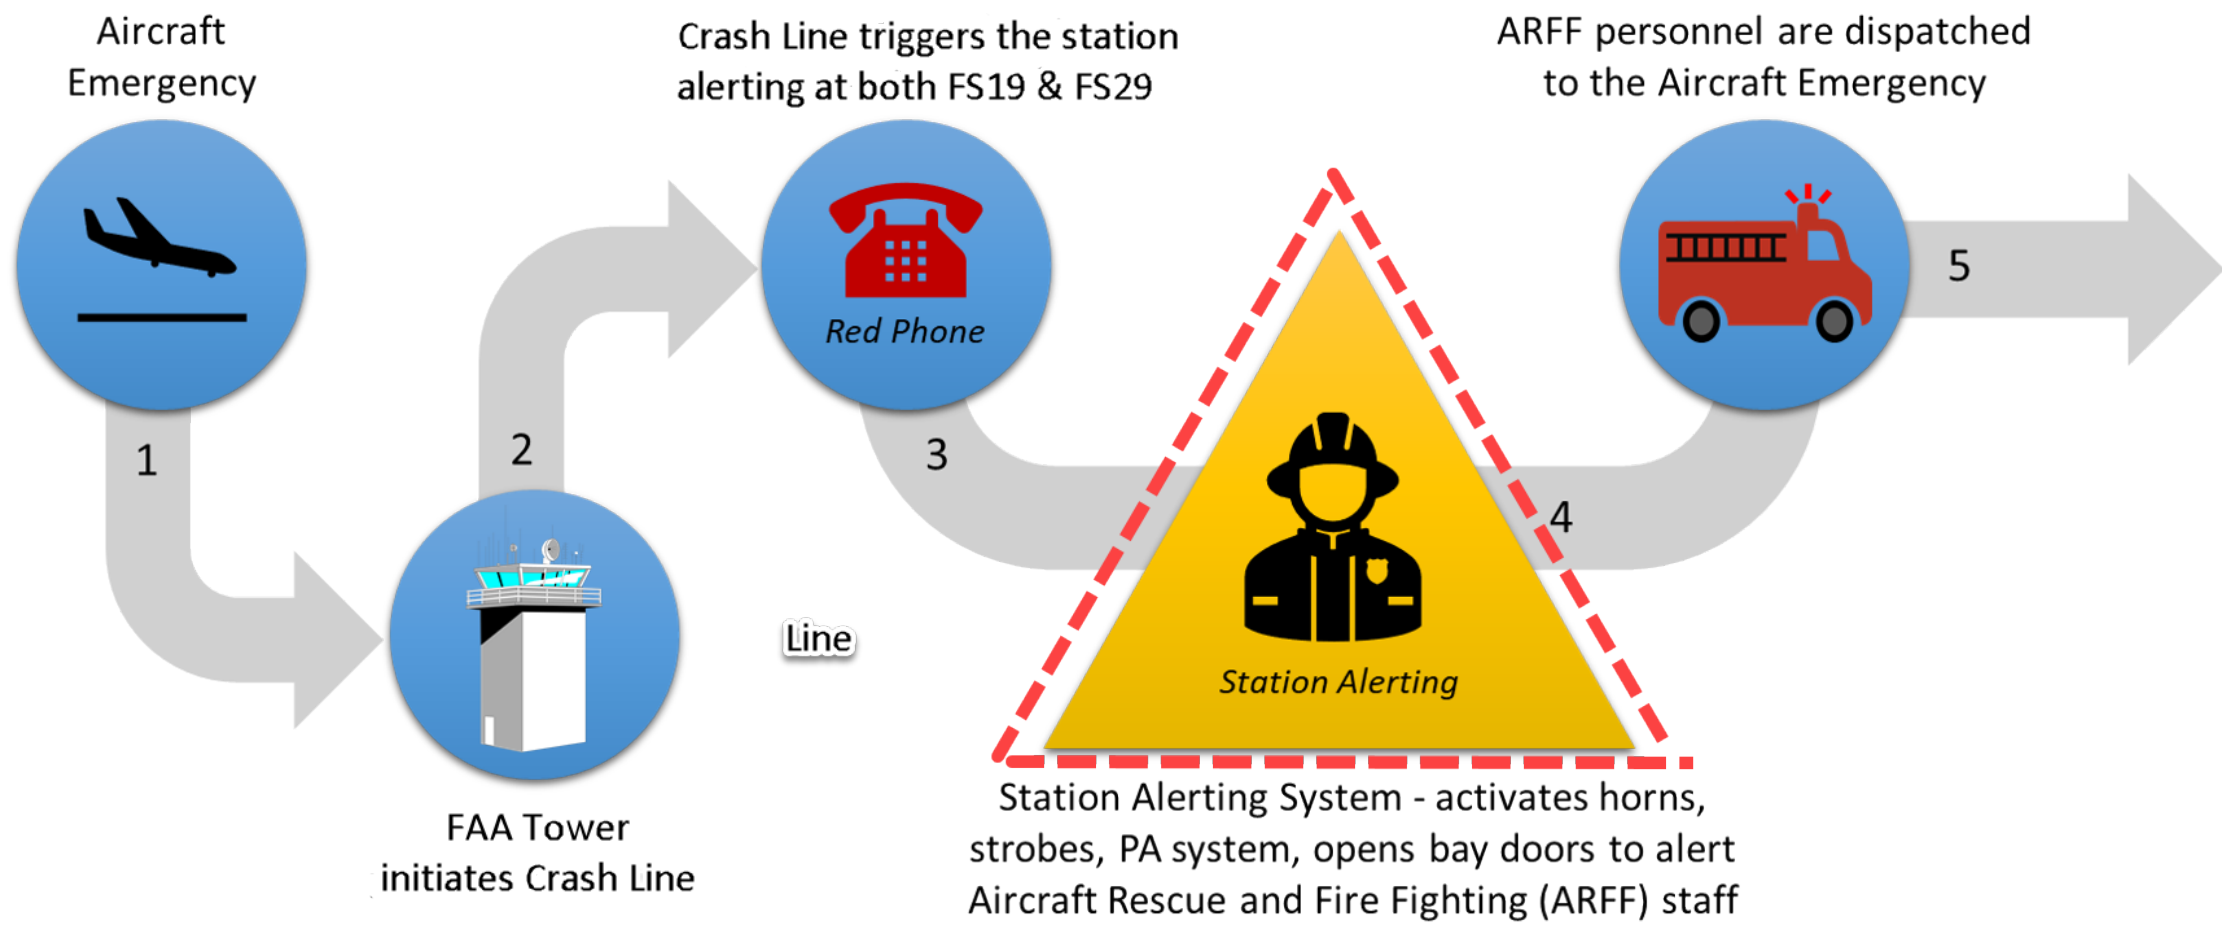 Aircraft
Emergency
1
FAA Tower
initiates Crash Line
2
Crash Line triggers the station
alerting at both FS19 & FS29
Red Phone
3
Line
Station Alerting
Station Alerting System - activates horns,
strobes, PA system, opens bay doors to alert
Aircraft Rescue and Fire Fighting (ARFF) staff
4
ARFF personnel are dispatched
to the Aircraft Emergency
5